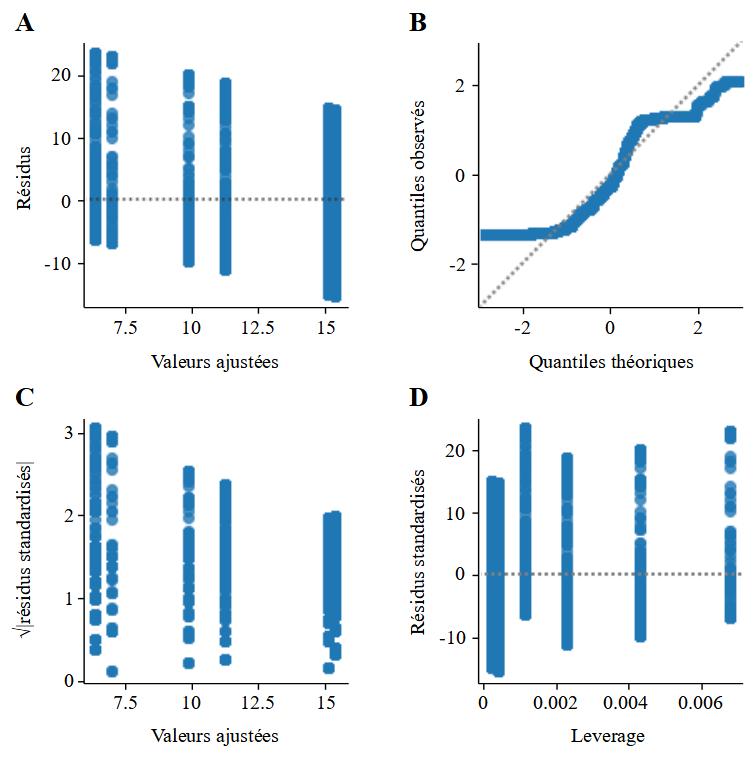 A
20
10
0
-10
Résidus
7.5 10 12.5 15
Valeurs ajustées
B
2
0
-2
Quantiles observés
-2 0 2
Quantiles théoriques
C
3
2
1
0
√|résidus standardisés|
7.5 10 12.5 15
Valeurs ajustées
D
20
10
0
-10
Résidus standardisés
0 0.002 0.004 0.006
Leverage